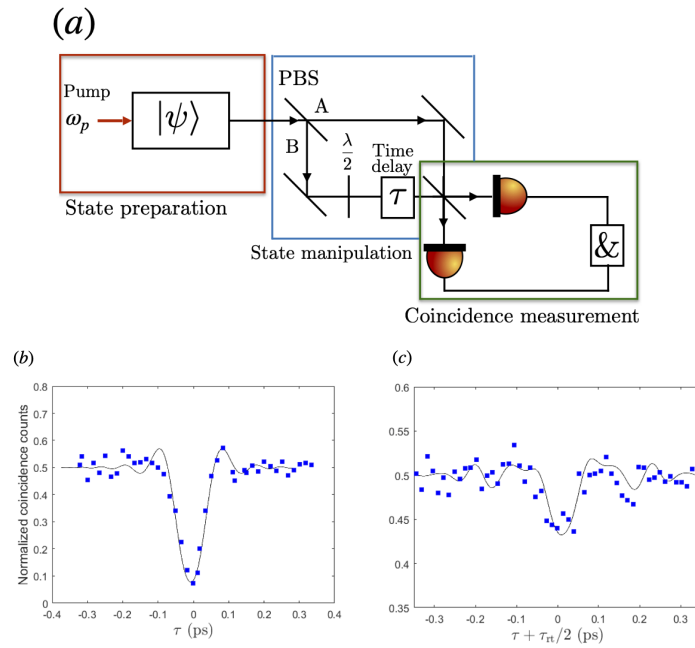 (a)
Pump
ω_p
|ψ⟩
State preparation
PBS
A
B
λ/2
Time
delay
τ
State manipulation
&
Coincidence measurement
(b)
Normalized coincidence counts
0.8
0.7
0.6
0.5
0.4
0.3
0.2
0.1
0
-0.4 -0.3 -0.2 -0.1 0 0.1 0.2 0.3 0.4
τ (ps)
(c)
0.6
0.55
0.5
0.45
0.4
0.35
-0.3 -0.2 -0.1 0 0.1 0.2 0.3
τ + τ_rt/2 (ps)